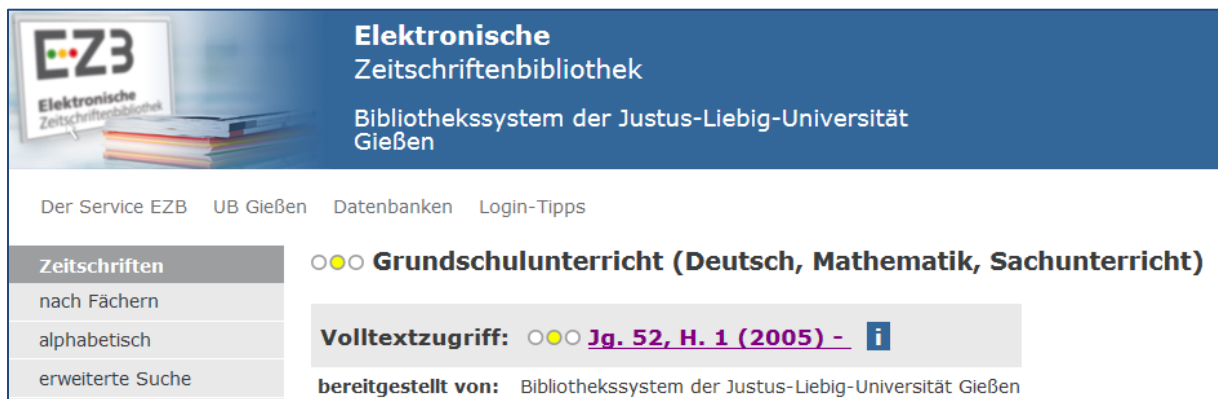 EZB
Elektronische
Zeitschriftenbibliothek
Elektronische
Zeitschriftenbibliothek
Bibliothekssystem der Justus-Liebig-Universität
Gießen
Der Service EZB UB Gießen Datenbanken Login-Tipps
Zeitschriften
nach Fächern
alphabetisch
erweiterte Suche
Grundschulunterricht (Deutsch, Mathematik, Sachunterricht)
Volltextzugriff: Jg. 52, H. 1 (2005) - i
bereitgestellt von: Bibliothekssystem der Justus-Liebig-Universität Gießen